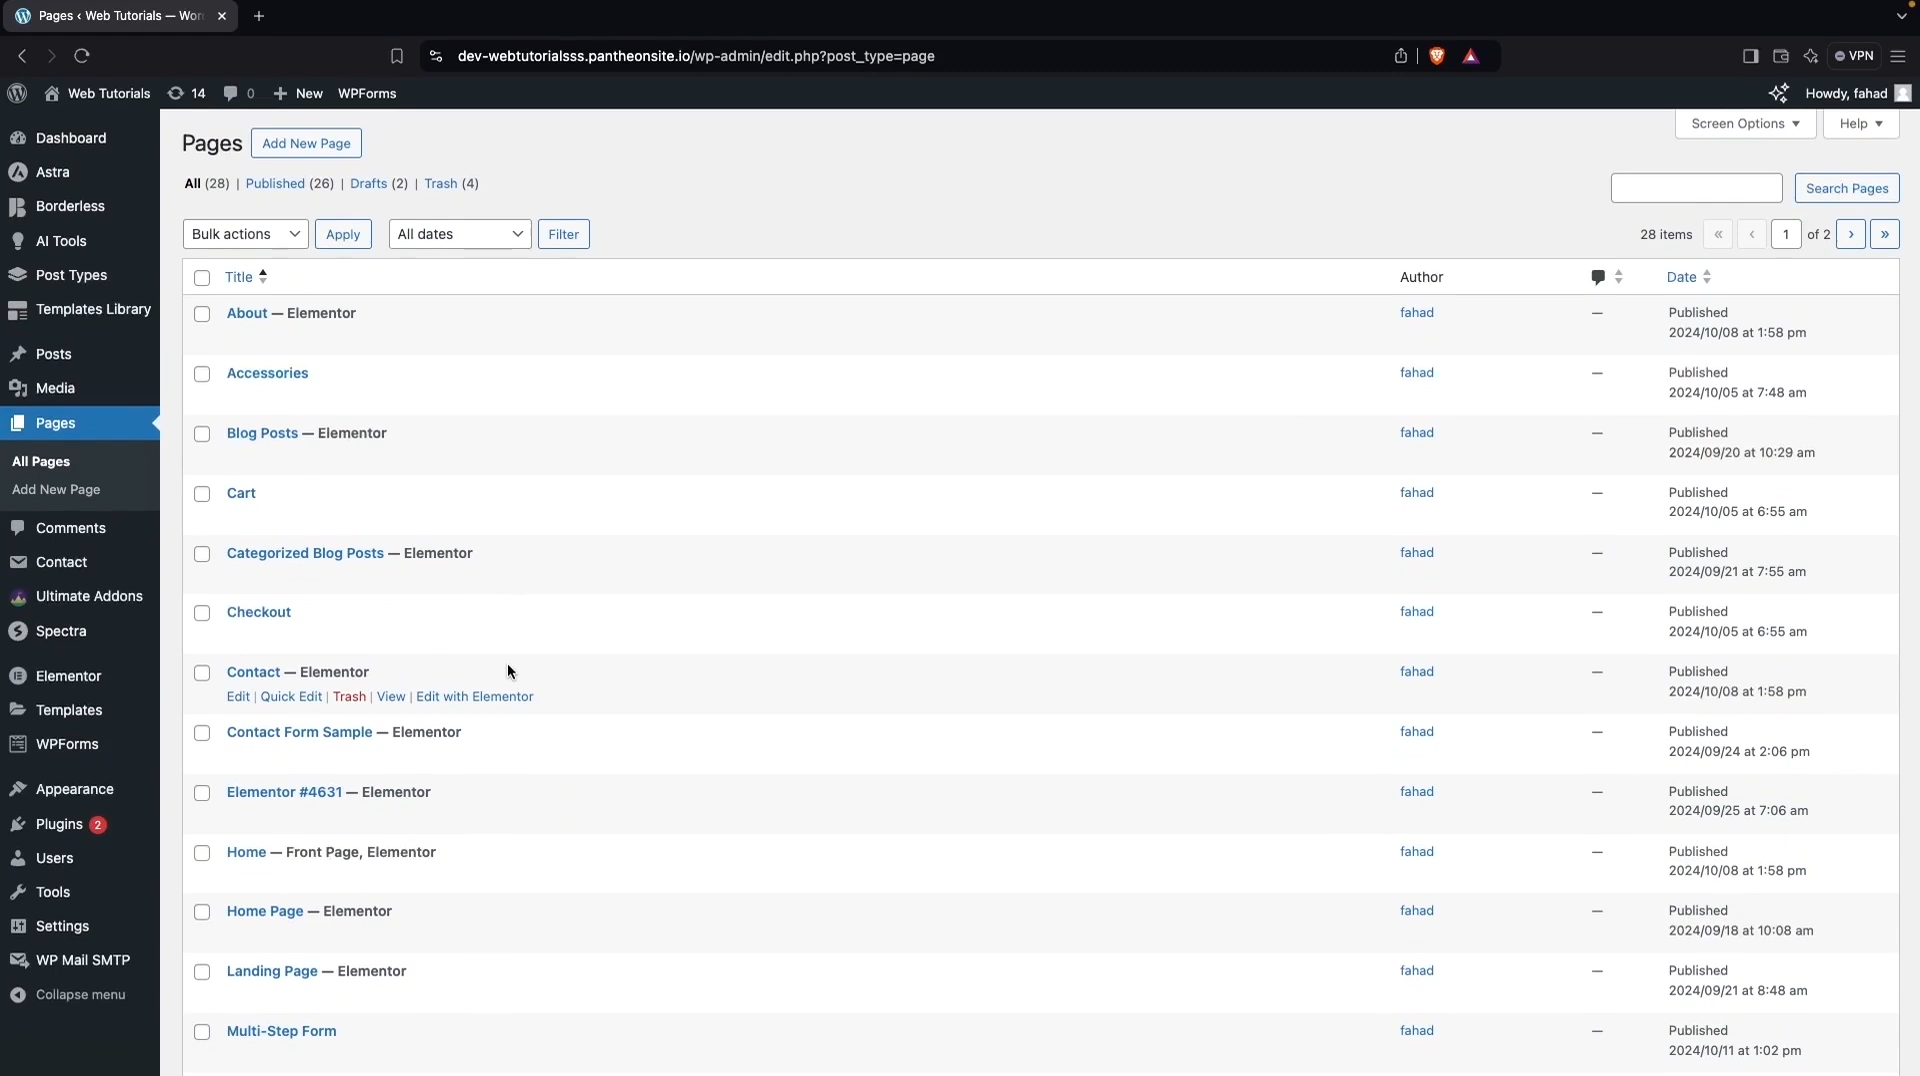 Pages ‹ Web Tutorials — Wor
dev-webtutorialsss.pantheonsite.io/wp-admin/edit.php?post_type=page
VPN
Web Tutorials 14 0 New WPForms
Howdy, fahad
Dashboard
Astra
Borderless
AI Tools
Post Types
Templates Library
Posts
Media
Pages
All Pages
Add New Page
Comments
Contact
Ultimate Addons
Spectra
Elementor
Templates
WPForms
Appearance
Plugins 2
Users
Tools
Settings
WP Mail SMTP
Collapse menu
Screen Options Help
Pages Add New Page
All (28) | Published (26) | Drafts (2) | Trash (4)
Search Pages
Bulk actions Apply All dates Filter
28 items « ‹ 1 of 2 › »
Title Author Date
About — Elementor fahad — Published
2024/10/08 at 1:58 pm
Accessories fahad — Published
2024/10/05 at 7:48 am
Blog Posts — Elementor fahad — Published
2024/09/20 at 10:29 am
Cart fahad — Published
2024/10/05 at 6:55 am
Categorized Blog Posts — Elementor fahad — Published
2024/09/21 at 7:55 am
Checkout fahad — Published
2024/10/05 at 6:55 am
Contact — Elementor fahad — Published
Edit | Quick Edit | Trash | View | Edit with Elementor 2024/10/08 at 1:58 pm
Contact Form Sample — Elementor fahad — Published
2024/09/24 at 2:06 pm
Elementor #4631 — Elementor fahad — Published
2024/09/25 at 7:06 am
Home — Front Page, Elementor fahad — Published
2024/10/08 at 1:58 pm
Home Page — Elementor fahad — Published
2024/09/18 at 10:08 am
Landing Page — Elementor fahad — Published
2024/09/21 at 8:48 am
Multi-Step Form fahad — Published
2024/10/11 at 1:02 pm